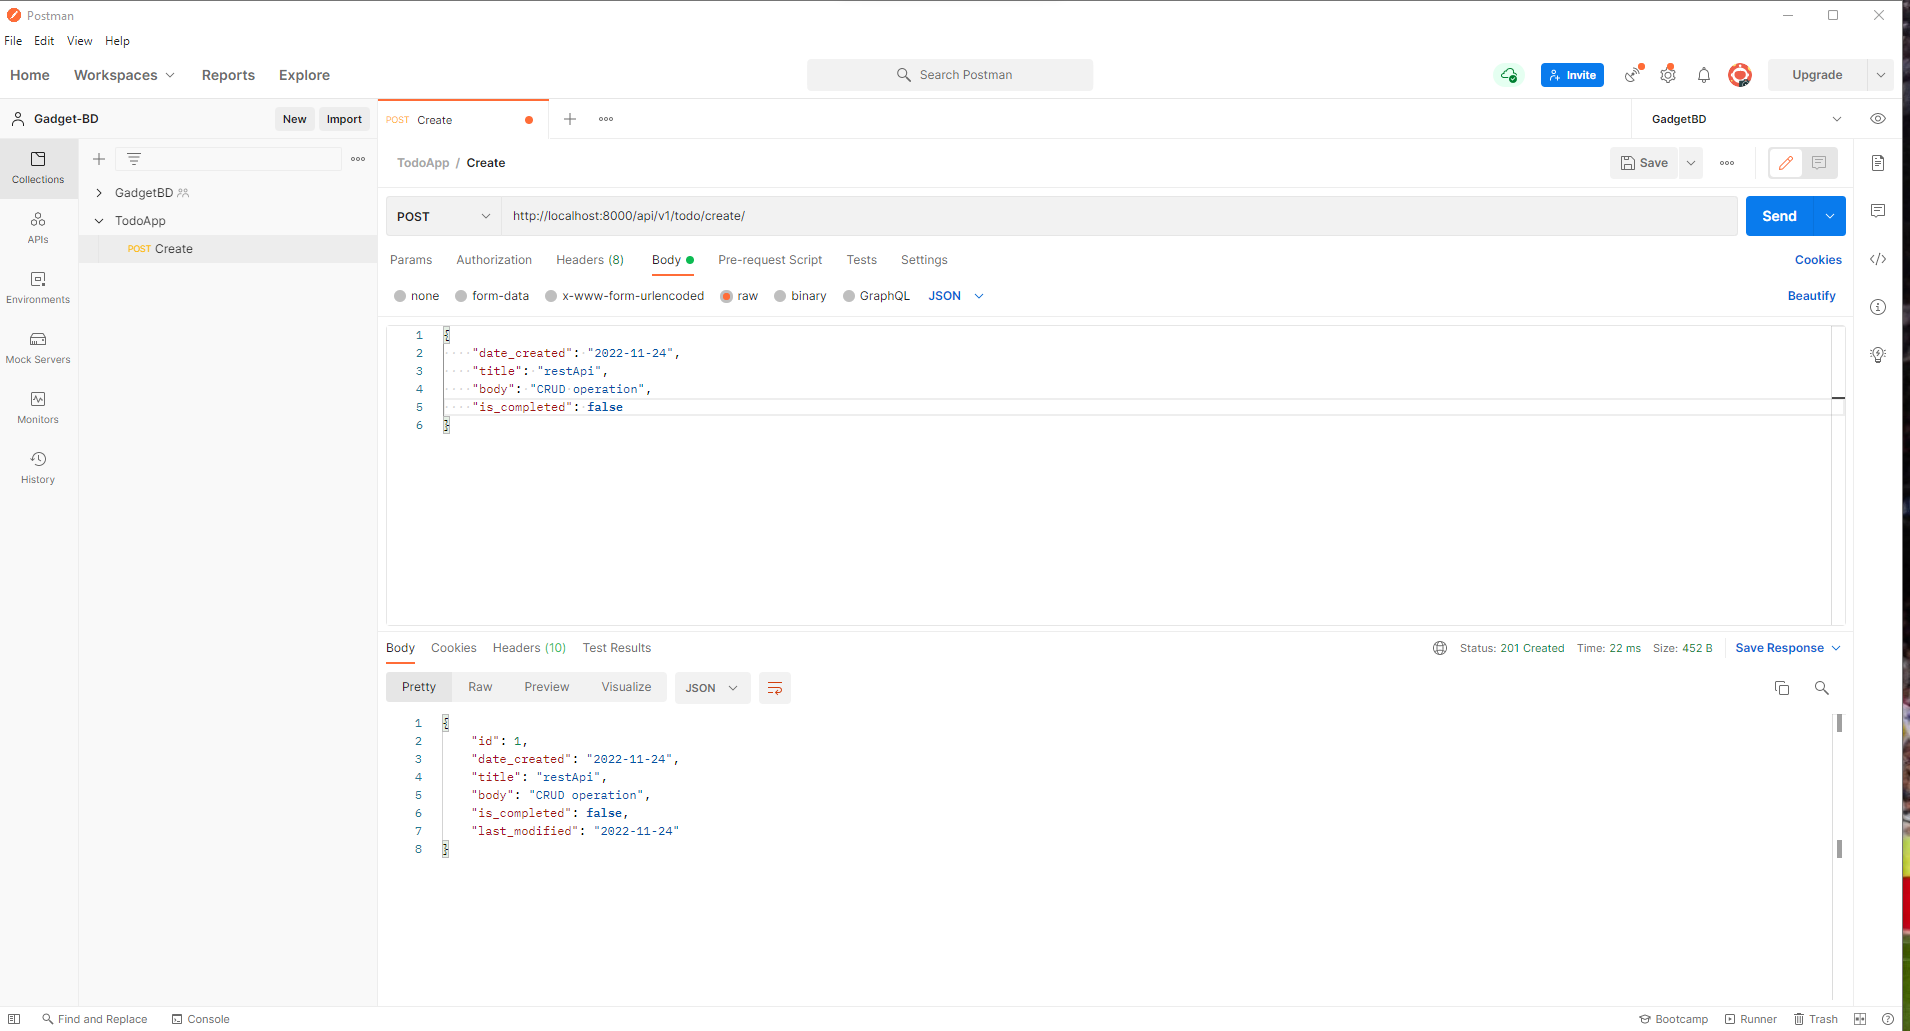 Postman
File Edit View Help
Home Workspaces Reports Explore Search Postman Invite Upgrade
Gadget-BD New Import POST Create GadgetBD
Collections
APIs
Environments
Mock Servers
Monitors
History
GadgetBD
TodoApp
POST Create
TodoApp / Create Save
POST http://localhost:8000/api/v1/todo/create/ Send
Params Authorization Headers (8) Body Pre-request Script Tests Settings Cookies
none form-data x-www-form-urlencoded raw binary GraphQL JSON Beautify
1 {
2 "date_created": "2022-11-24",
3 "title": "restApi",
4 "body": "CRUD operation",
5 "is_completed": false
6 }
Body Cookies Headers (10) Test Results Status: 201 Created Time: 22 ms Size: 452 B Save Response
Pretty Raw Preview Visualize JSON
1 {
2 "id": 1,
3 "date_created": "2022-11-24",
4 "title": "restApi",
5 "body": "CRUD operation",
6 "is_completed": false,
7 "last_modified": "2022-11-24"
8 }
Find and Replace Console Bootcamp Runner Trash